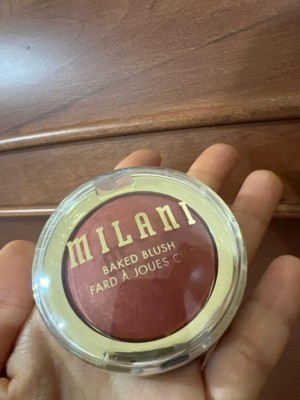 MILANI
BAKED BLUSH
FARD À JOUES